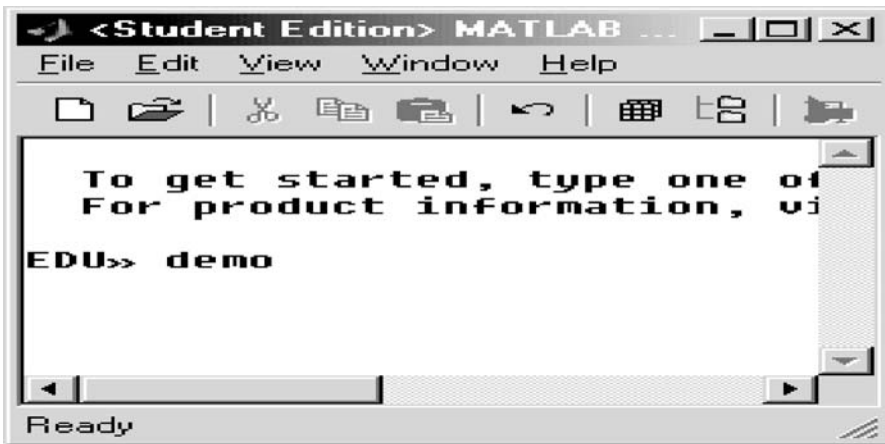 <Student Edition> MATLAB ...
File Edit View Window Help
To get started, type one of
For product information, vi
EDU» demo
Ready